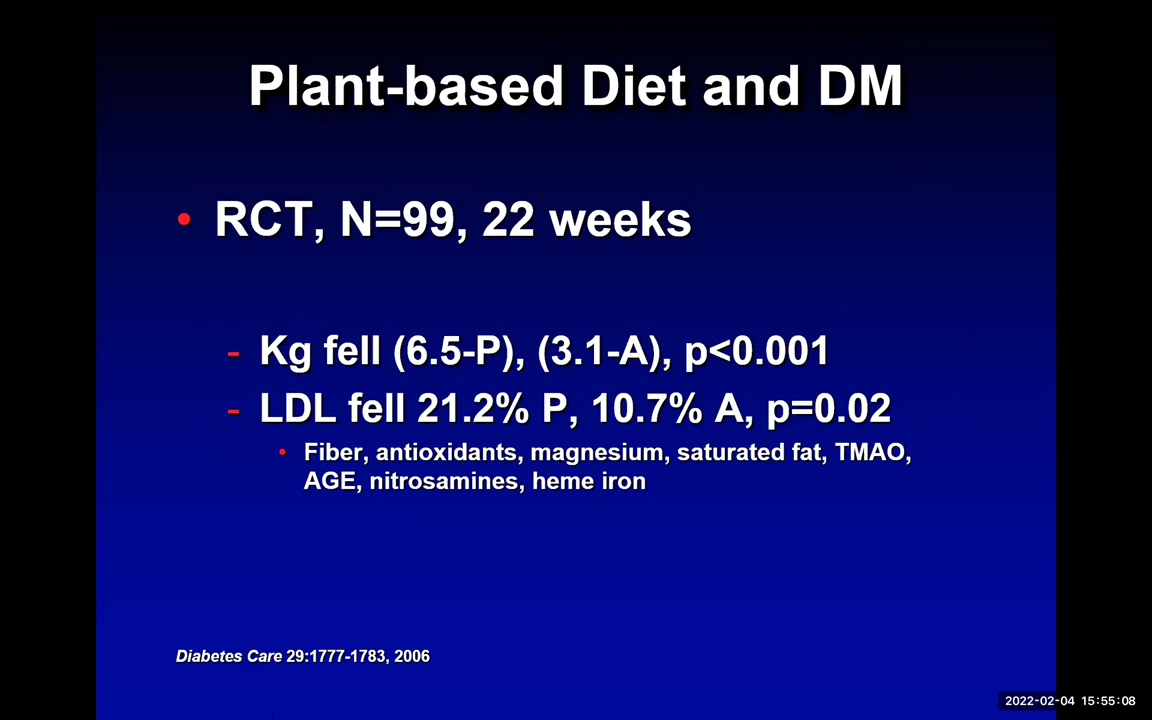 Plant-based Diet and DM
• RCT, N=99, 22 weeks
- Kg fell (6.5-P), (3.1-A), p<0.001
- LDL fell 21.2% P, 10.7% A, p=0.02
• Fiber, antioxidants, magnesium, saturated fat, TMAO,
AGE, nitrosamines, heme iron
Diabetes Care 29:1777-1783, 2006
2022-02-04 15:55:08